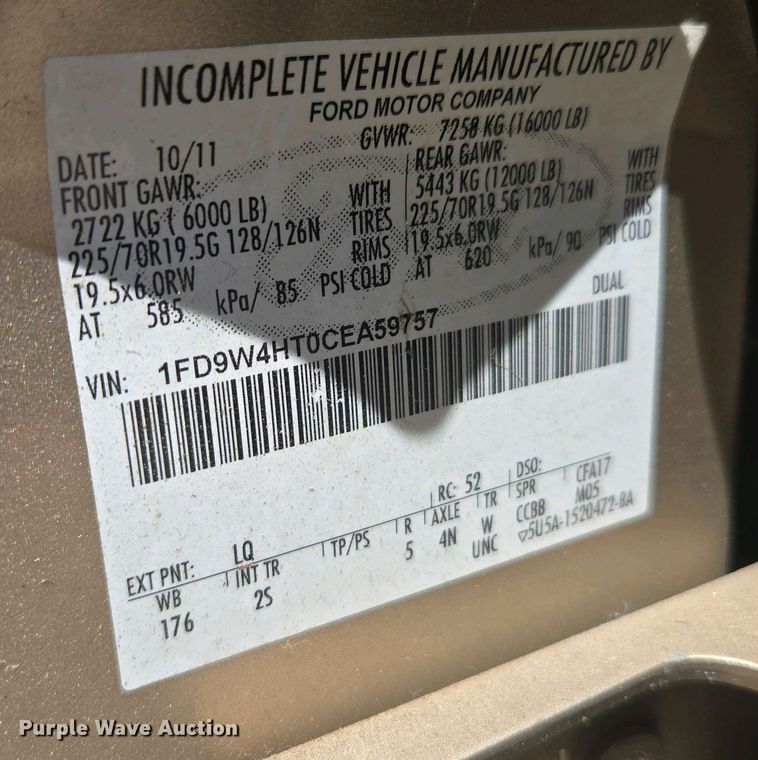 INCOMPLETE VEHICLE MANUFACTURED BY
FORD MOTOR COMPANY
DATE: 10/11
GVWR: 7258 KG (16000 LB)
FRONT GAWR:
2722 KG ( 6000 LB)
225/70R19.5G 128/126N
19.5x6.0RW
AT 585 kPa/ 85 PSI COLD
WITH
TIRES
RIMS
REAR GAWR:
5443 KG (12000 LB)
225/70R19.5G 128/126N
19.5x6.0RW
AT 620 kPa/ 90 PSI COLD
WITH
TIRES
RIMS
DUAL
VIN: 1FD9W4HT0CEA59757
EXT PNT: LQ
RC: 52
DSO:
WB
INT TR
TP/PS
R
AXLE
TR
SPR
CFA17
176
2S
5
4N
W
CCBB
M05
UNC
5U5A-1520472-BA
Purple Wave Auction